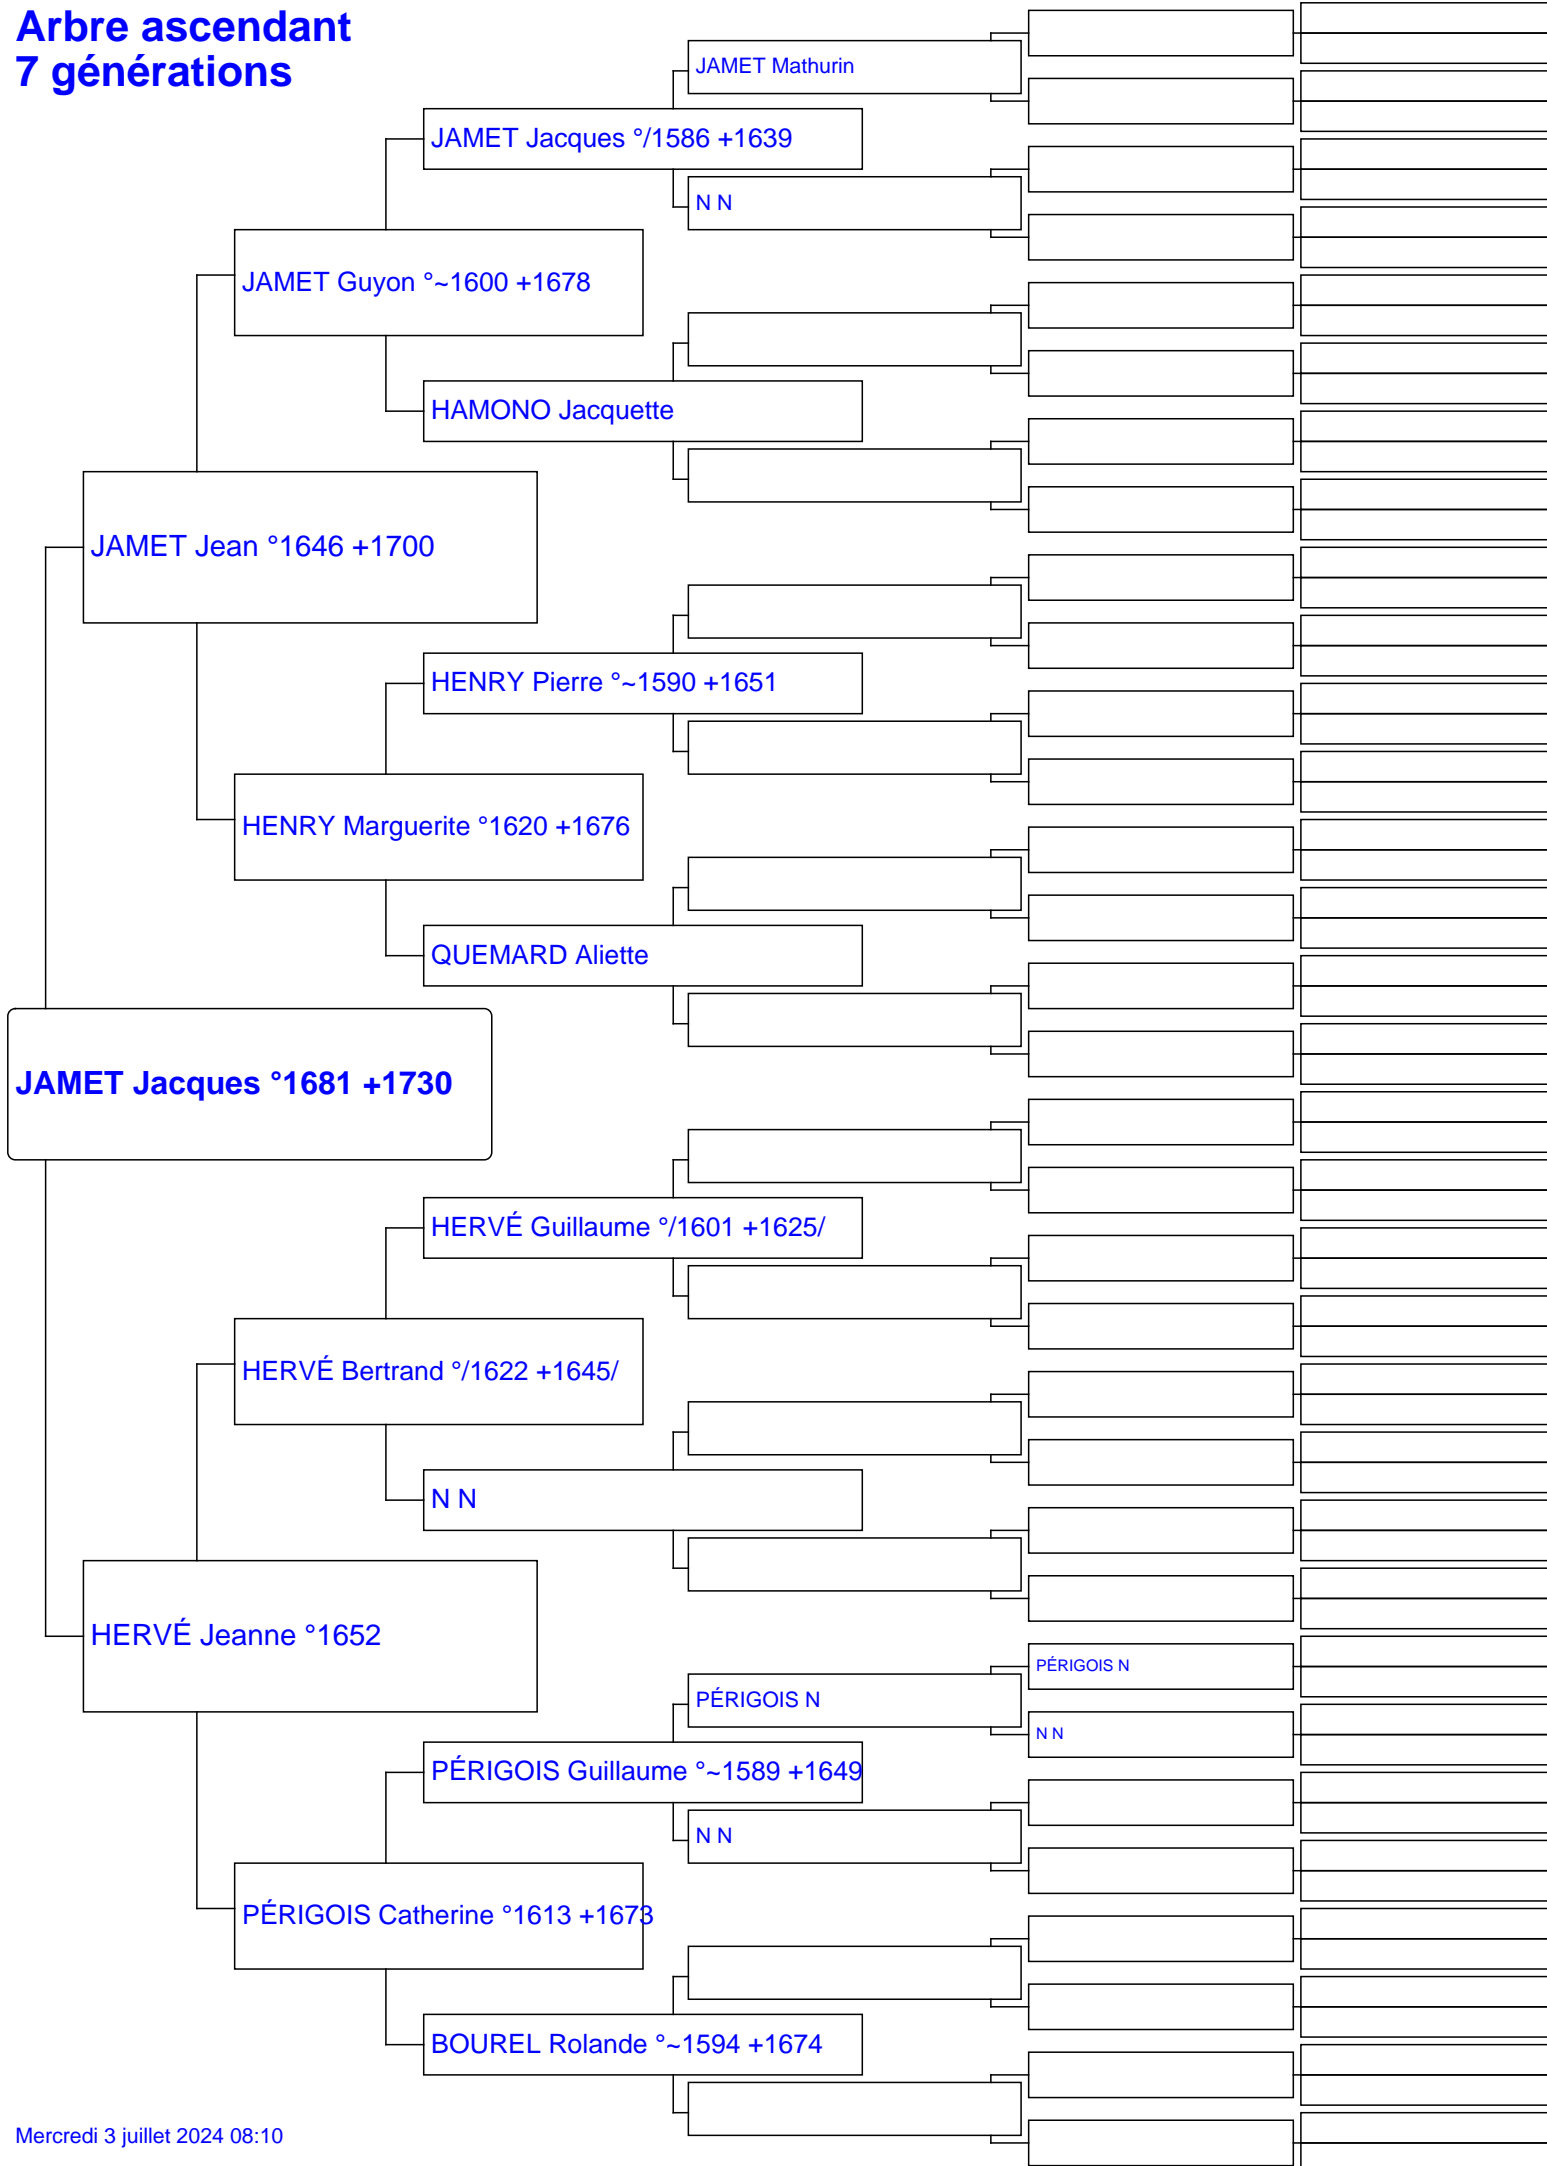 Arbre ascendant
7 générations
JAMET Mathurin
JAMET Jacques °/1586 +1639
N N
JAMET Guyon °~1600 +1678
HAMONO Jacquette
JAMET Jean °1646 +1700
HENRY Pierre °~1590 +1651
HENRY Marguerite °1620 +1676
QUEMARD Aliette
JAMET Jacques °1681 +1730
HERVÉ Guillaume °/1601 +1625/
HERVÉ Bertrand °/1622 +1645/
N N
HERVÉ Jeanne °1652
PÉRIGOIS N
PÉRIGOIS N
N N
PÉRIGOIS Guillaume °~1589 +1649
N N
PÉRIGOIS Catherine °1613 +1673
BOUREL Rolande °~1594 +1674
Mercredi 3 juillet 2024 08:10